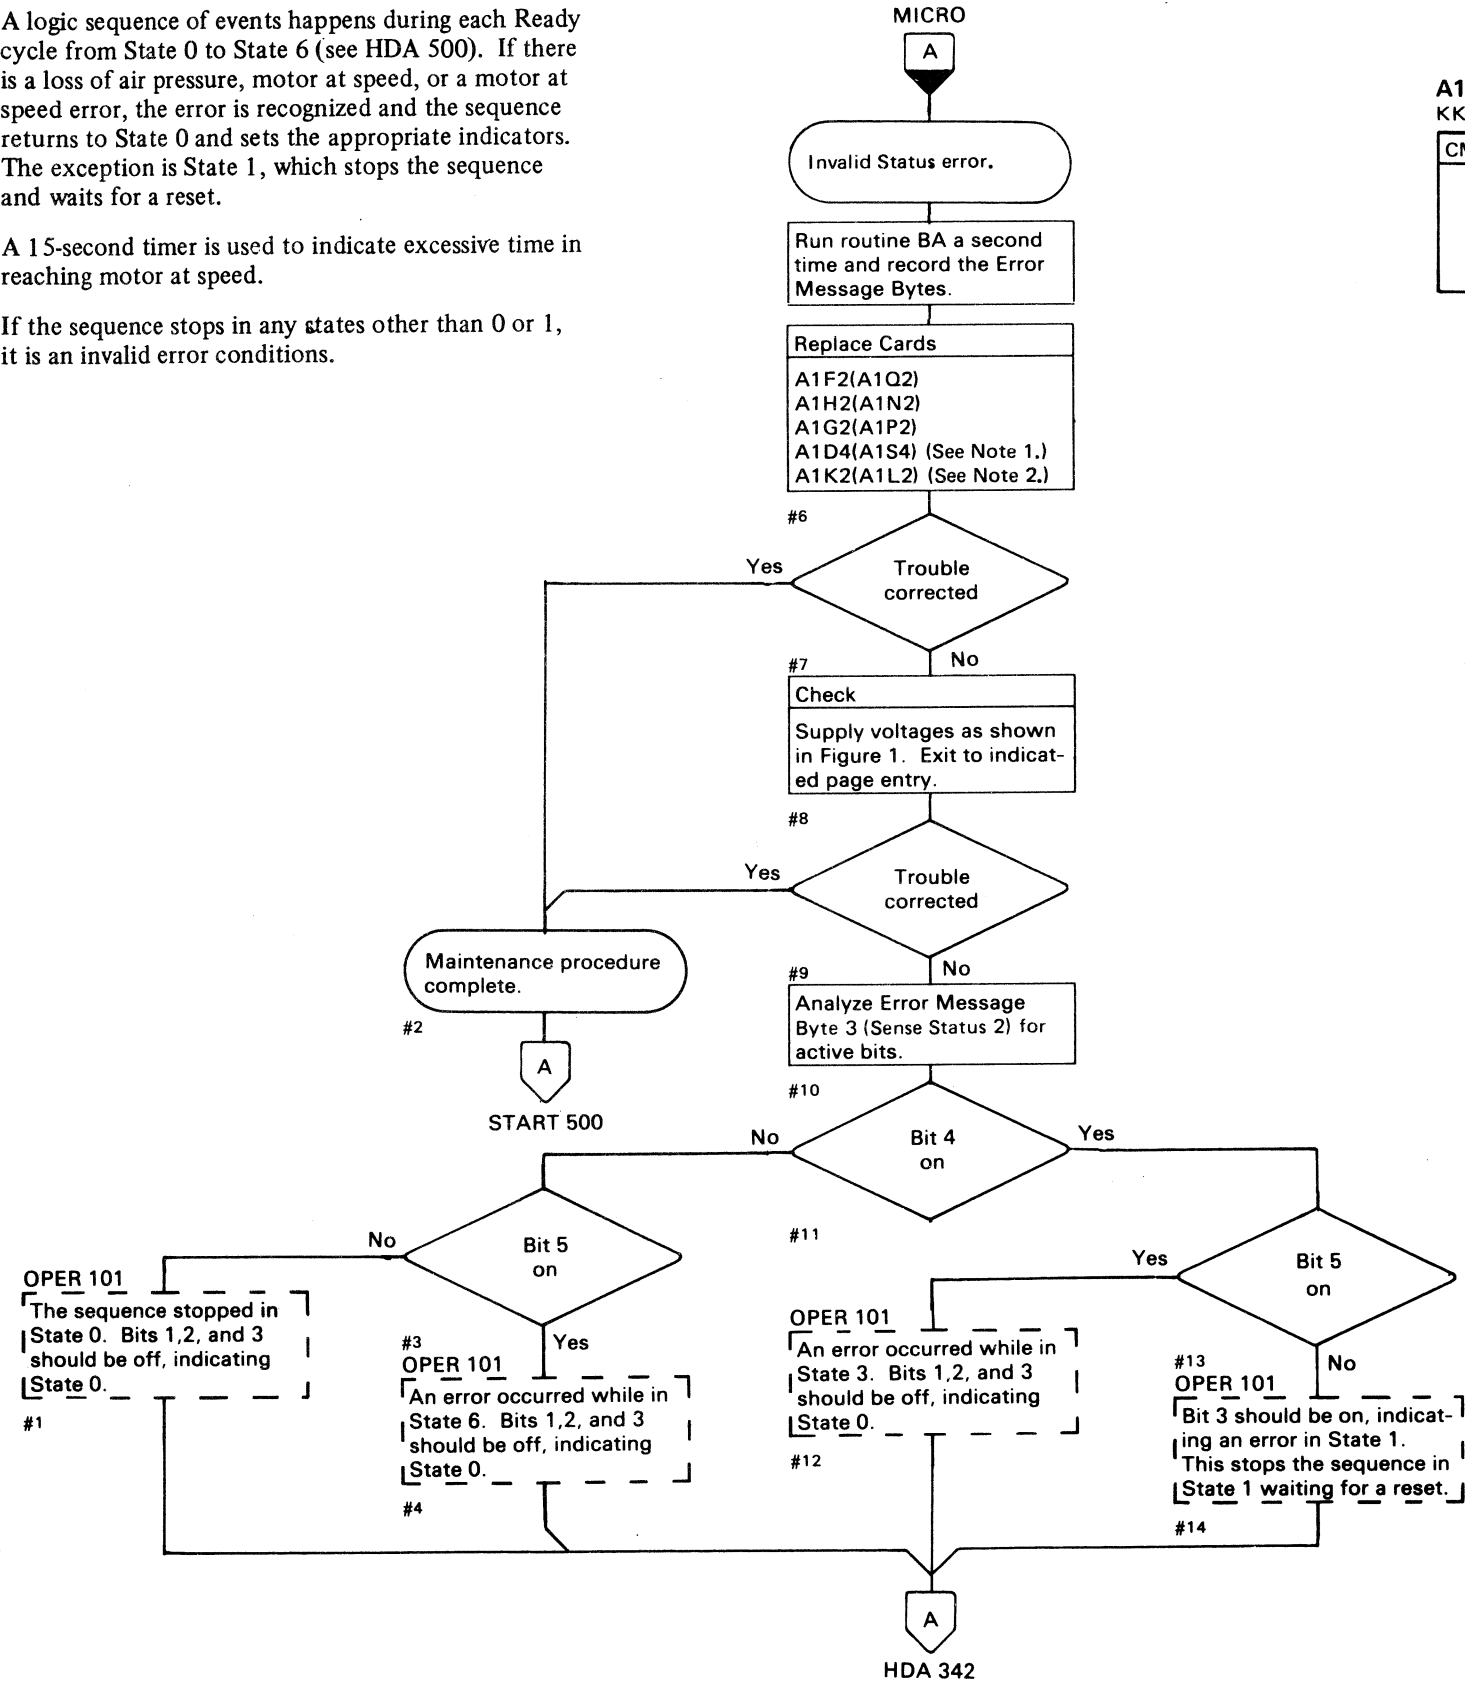 A logic sequence of events happens during each Ready
cycle from State 0 to State 6 (see HDA 500). If there
is a loss of air pressure, motor at speed, or a motor at
speed error, the error is recognized and the sequence
returns to State 0 and sets the appropriate indicators.
The exception is State 1, which stops the sequence
and waits for a reset.
A 15-second timer is used to indicate excessive time in
reaching motor at speed.
If the sequence stops in any states other than 0 or 1,
it is an invalid error conditions.
MICRO
A
Invalid Status error.
Run routine BA a second
time and record the Error
Message Bytes.
Replace Cards
A1F2(A1Q2)
A1H2(A1N2)
A1G2(A1P2)
A1D4(A1S4) (See Note 1.)
A1K2(A1L2) (See Note 2.)
#6
Trouble
corrected
Yes
No
#7
Check
Supply voltages as shown
in Figure 1. Exit to indicat-
ed page entry.
#8
Trouble
corrected
Yes
No
Maintenance procedure
complete.
#2
A
START 500
#9
Analyze Error Message
Byte 3 (Sense Status 2) for
active bits.
#10
Bit 4
on
No
Yes
#11
Bit 5
on
No
Yes
OPER 101
The sequence stopped in
State 0. Bits 1,2, and 3
should be off, indicating
State 0.
#1
#3
OPER 101
An error occurred while in
State 6. Bits 1,2, and 3
should be off, indicating
State 0.
#4
Bit 5
on
Yes
No
OPER 101
An error occurred while in
State 3. Bits 1,2, and 3
should be off, indicating
State 0.
#12
#13
OPER 101
Bit 3 should be on, indicat-
ing an error in State 1.
This stops the sequence in
State 1 waiting for a reset.
#14
A
HDA 342
A1
KK